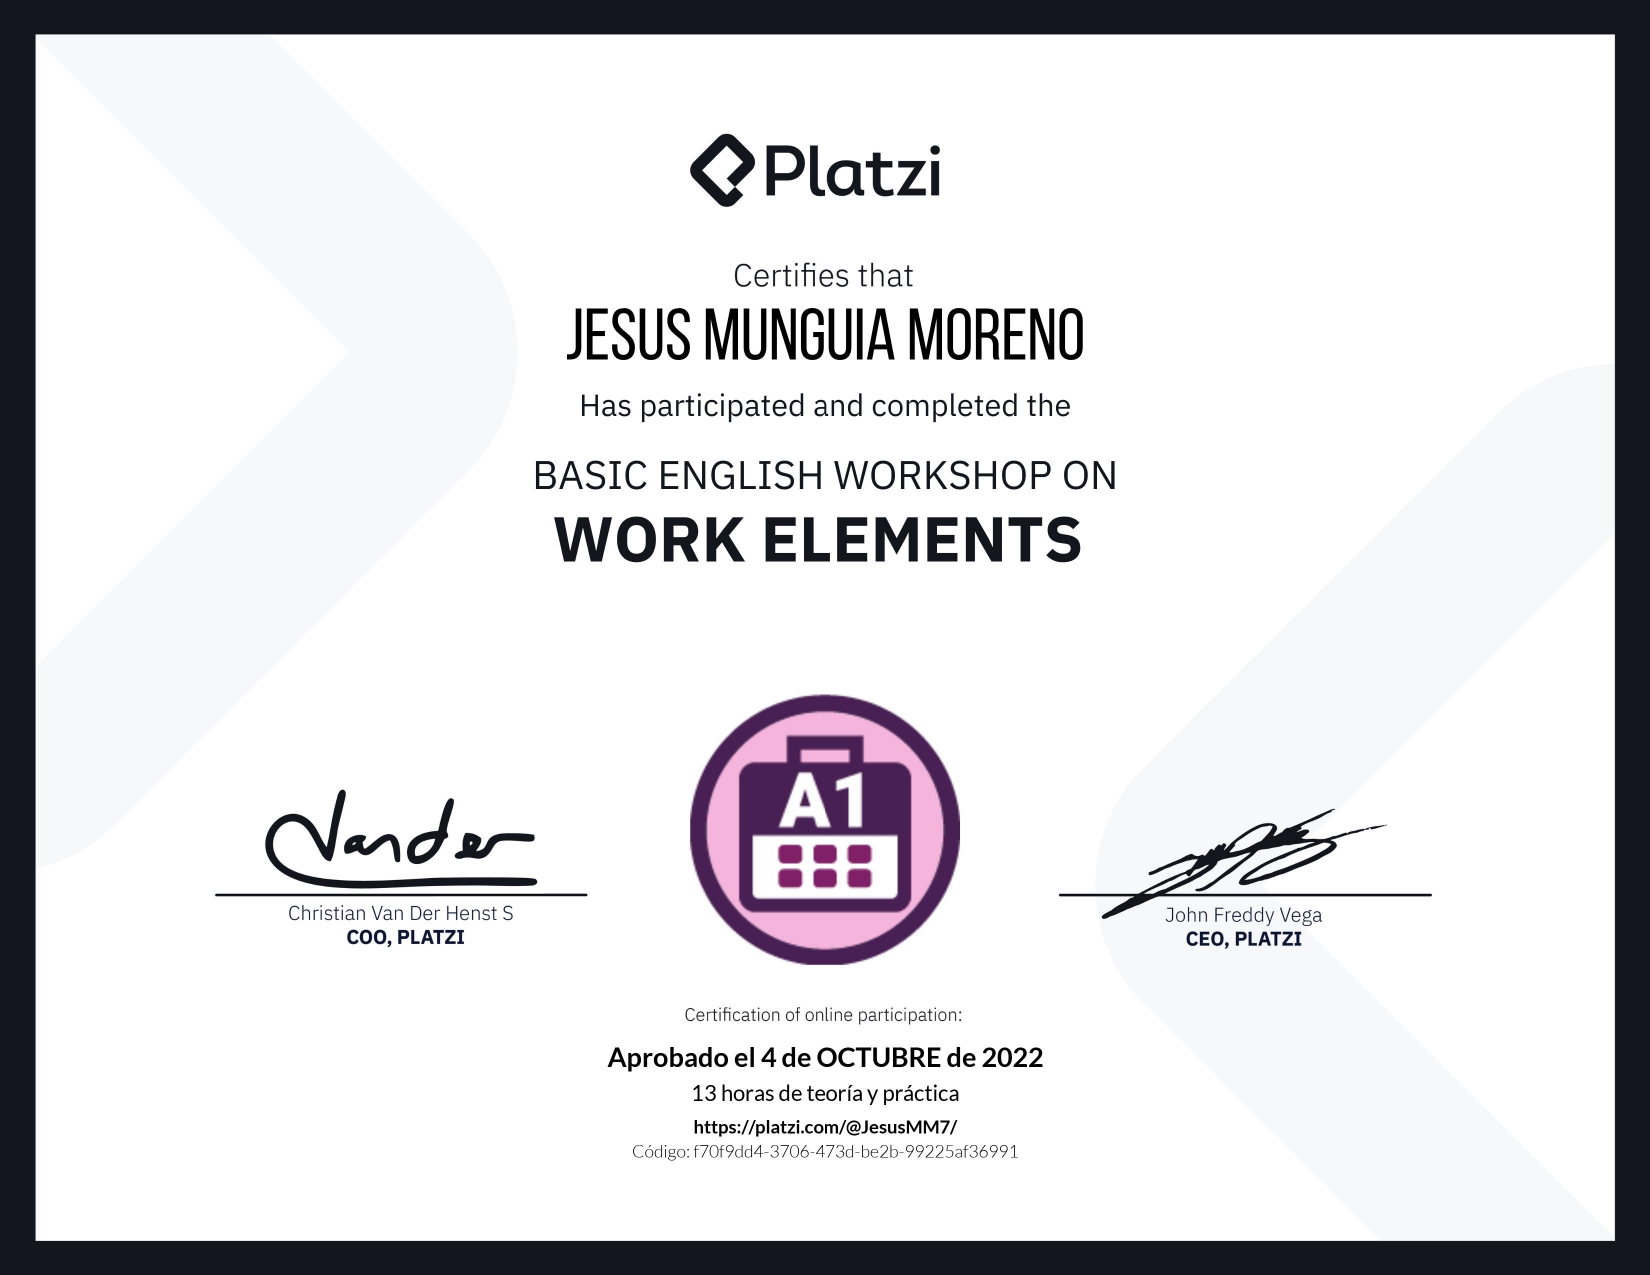 Platzi
Certifies that
JESUS MUNGUIA MORENO
Has participated and completed the
BASIC ENGLISH WORKSHOP ON
WORK ELEMENTS
A1
Vander
Christian Van Der Henst S
COO, PLATZI
John Freddy Vega
CEO, PLATZI
Certification of online participation:
Aprobado el 4 de OCTUBRE de 2022
13 horas de teoría y práctica
https://platzi.com/@JesusMM7/
Código: f70f9dd4-3706-473d-be2b-99225af36991